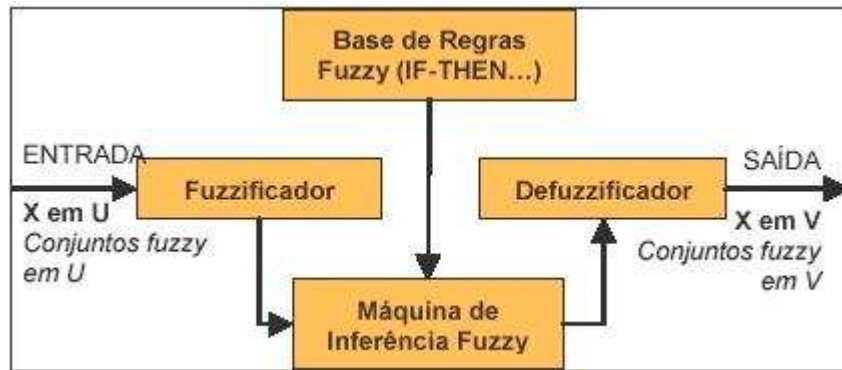 Base de Regras
Fuzzy (IF-THEN...)
ENTRADA
Fuzzificador
X em U
Conjuntos fuzzy
em U
Defuzzificador
SAÍDA
X em V
Conjuntos fuzzy
em V
Máquina de
Inferência Fuzzy